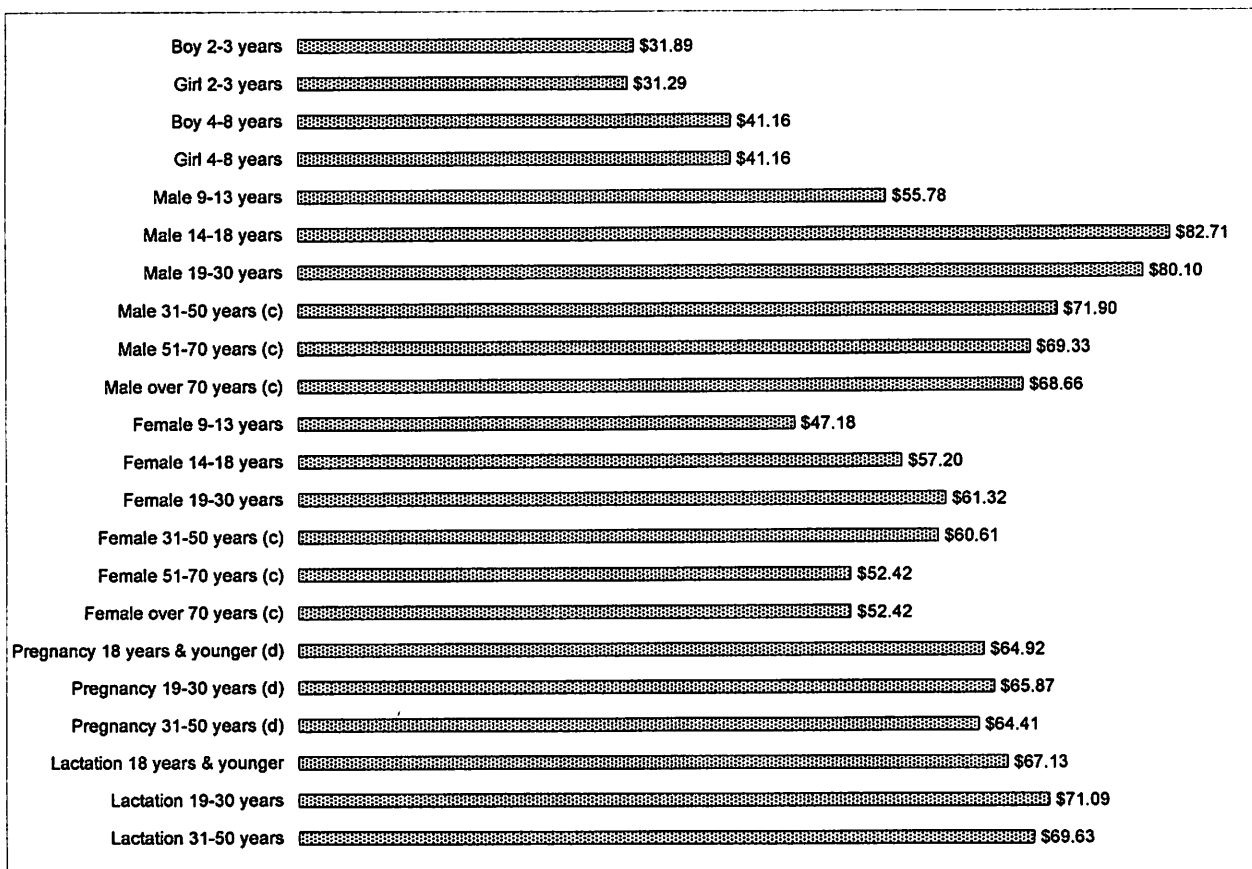 Boy 2-3 years $31.89
Girl 2-3 years $31.29
Boy 4-8 years $41.16
Girl 4-8 years $41.16
Male 9-13 years $55.78
Male 14-18 years $82.71
Male 19-30 years $80.10
Male 31-50 years (c) $71.90
Male 51-70 years (c) $69.33
Male over 70 years (c) $68.66
Female 9-13 years $47.18
Female 14-18 years $57.20
Female 19-30 years $61.32
Female 31-50 years (c) $60.61
Female 51-70 years (c) $52.42
Female over 70 years (c) $52.42
Pregnancy 18 years & younger (d) $64.92
Pregnancy 19-30 years (d) $65.87
Pregnancy 31-50 years (d) $64.41
Lactation 18 years & younger $67.13
Lactation 19-30 years $71.09
Lactation 31-50 years $69.63